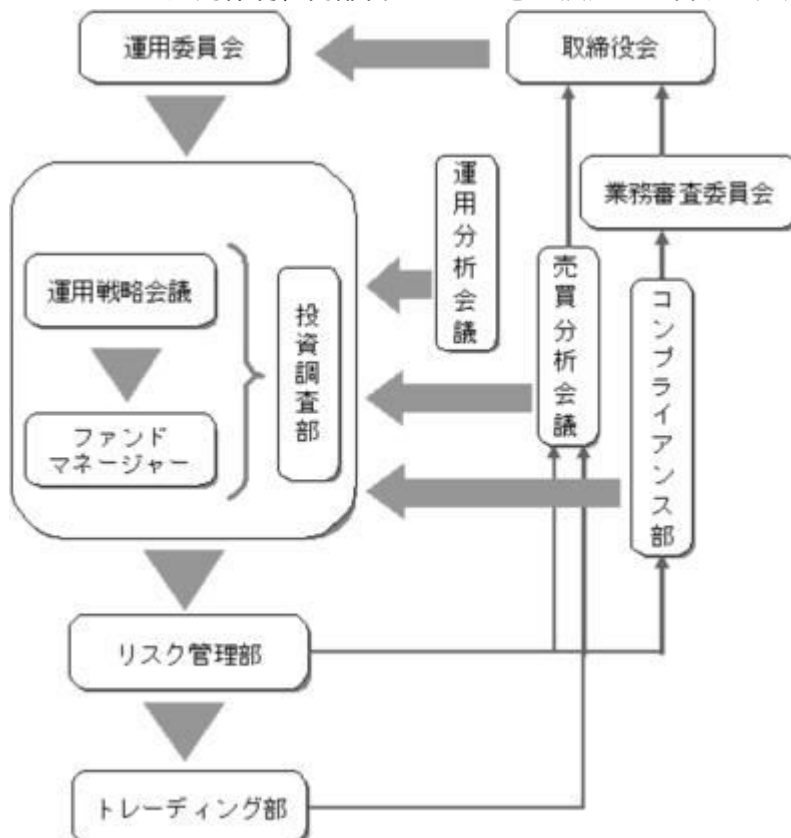 運用委員会
取締役会
業務審査委員会
運用分析会議
売買分析会議
コンプライアンス部
運用戦略会議
投資調査部
ファンド
マネージャー
リスク管理部
トレーディング部